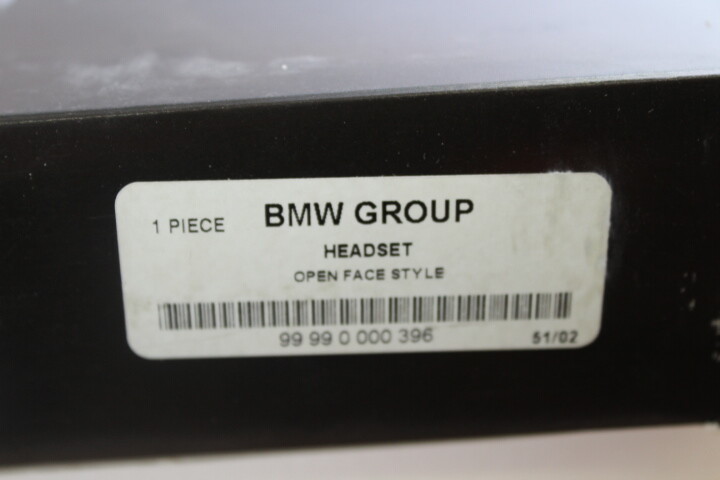 1 PIECE BMW GROUP
HEADSET
OPEN FACE STYLE
99 99 0 000 396 51/02